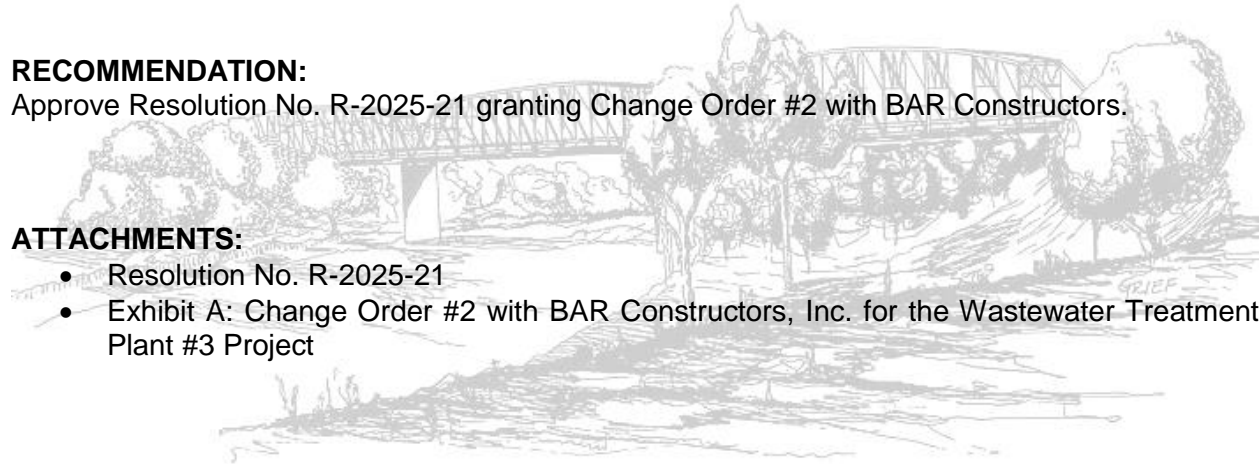 RECOMMENDATION:
Approve Resolution No. R-2025-21 granting Change Order #2 with BAR Constructors.
ATTACHMENTS:
• Resolution No. R-2025-21
• Exhibit A: Change Order #2 with BAR Constructors, Inc. for the Wastewater Treatment
Plant #3 Project
GRIEF